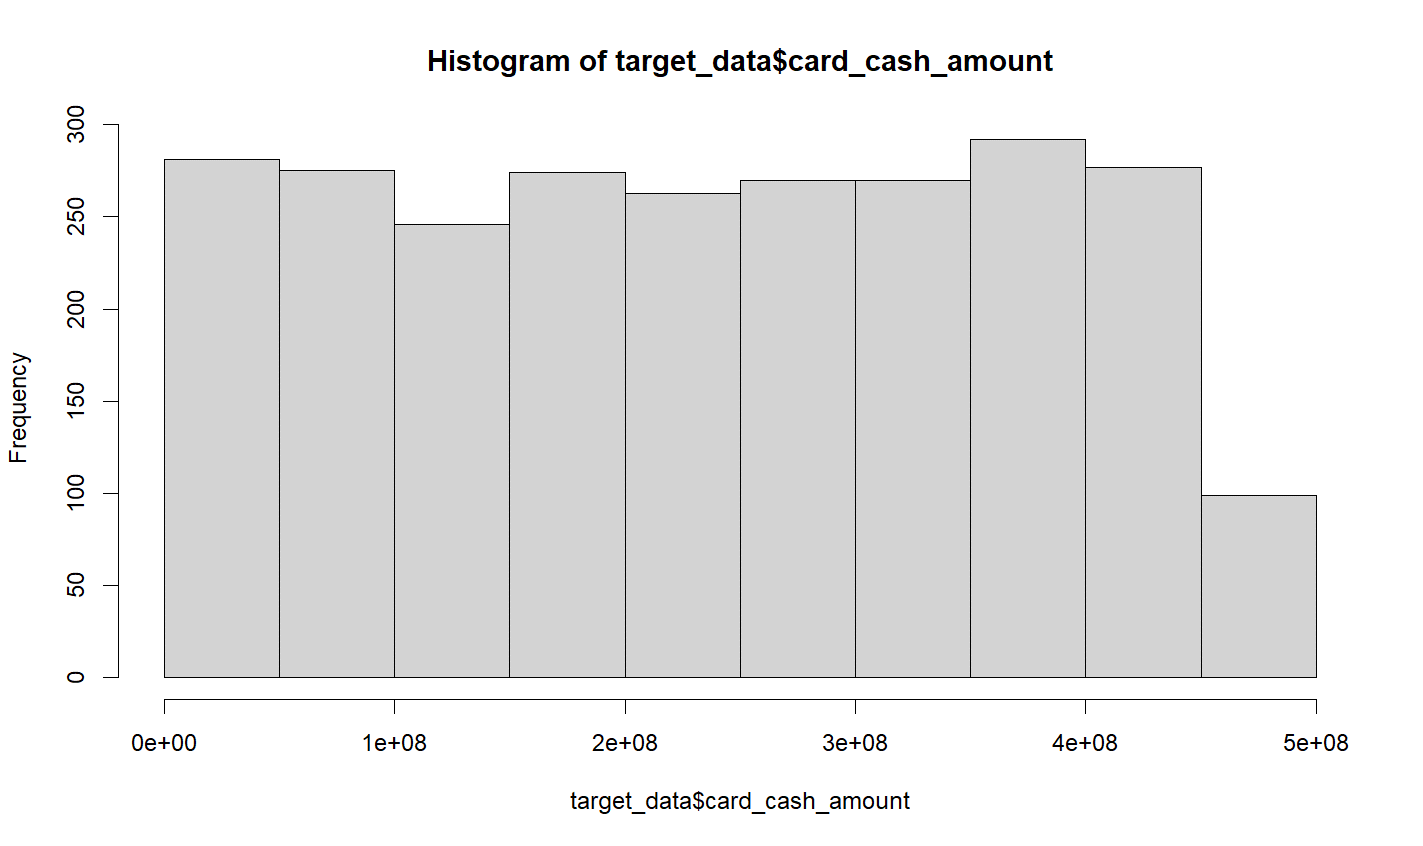 Histogram of target_data$card_cash_amount
Frequency
300
250
200
150
100
50
0
0e+00 1e+08 2e+08 3e+08 4e+08 5e+08
target_data$card_cash_amount